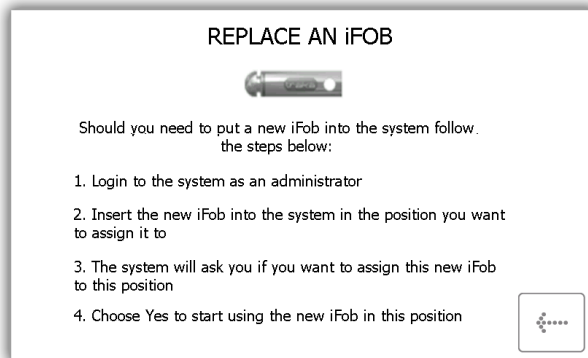 REPLACE AN iFOB
Should you need to put a new iFob into the system follow.
the steps below:
1. Login to the system as an administrator
2. Insert the new iFob into the system in the position you want
to assign it to
3. The system will ask you if you want to assign this new iFob
to this position
4. Choose Yes to start using the new iFob in this position